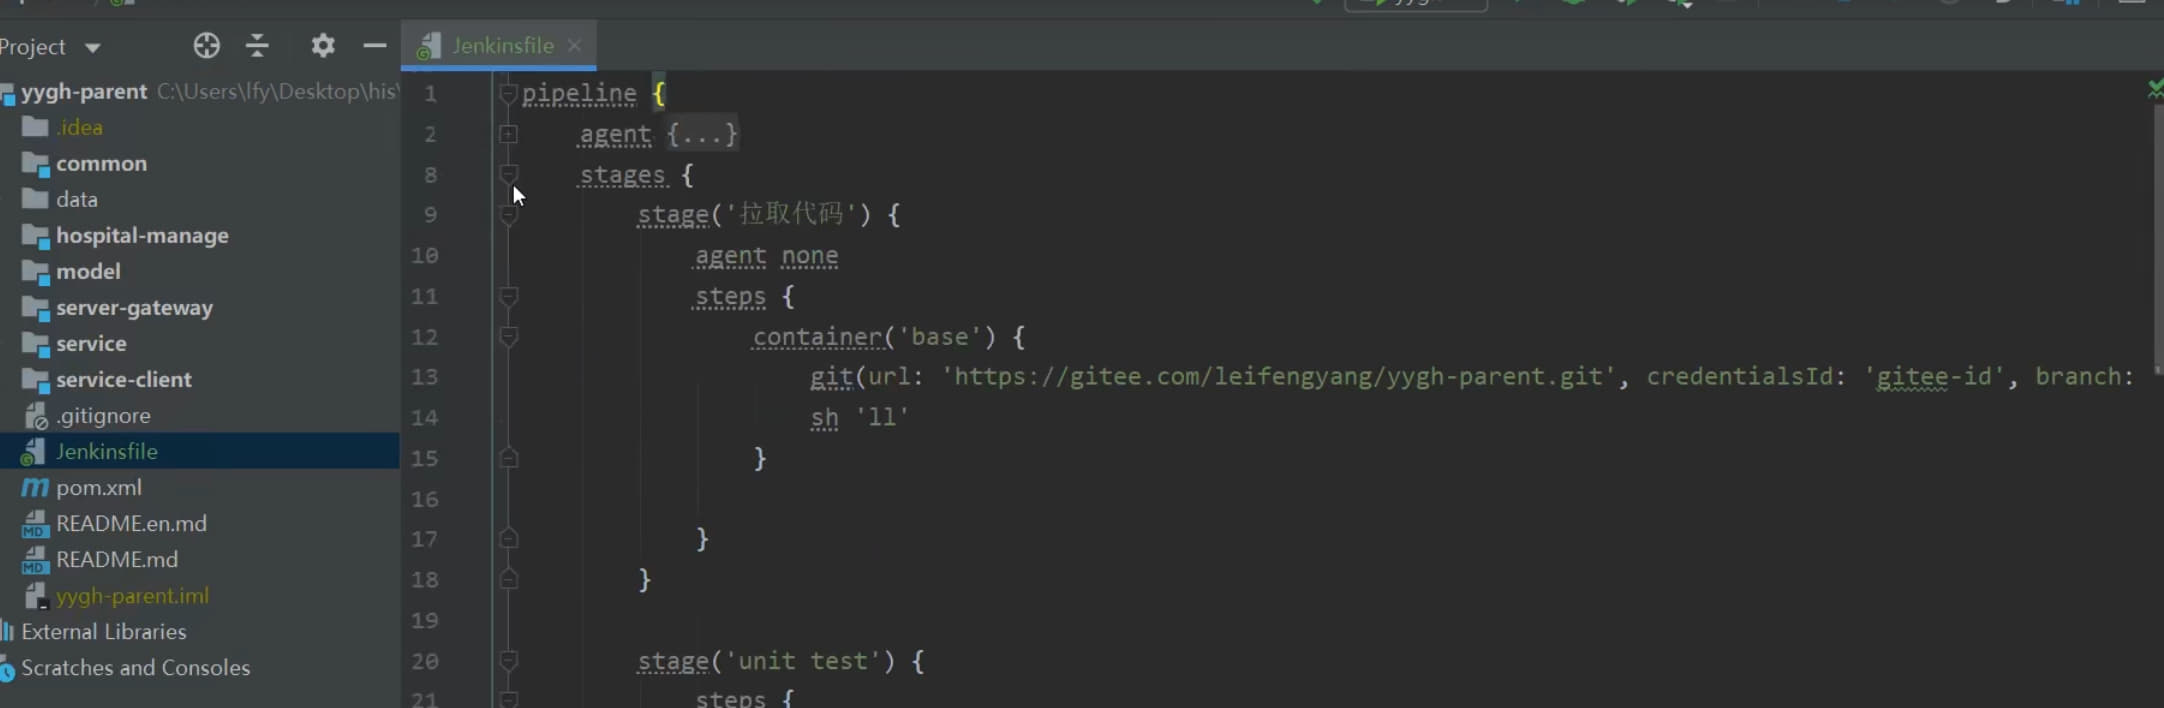 Project
yygh-parent C:\Users\lfy\Desktop\his\
.idea
common
data
hospital-manage
model
server-gateway
service
service-client
.gitignore
Jenkinsfile
pom.xml
README.en.md
README.md
yygh-parent.iml
External Libraries
Scratches and Consoles
Jenkinsfile
1 pipeline {
2 agent {...}
8 stages {
9 stage('拉取代码') {
10 agent none
11 steps {
12 container('base') {
13 git(url: 'https://gitee.com/leifengyang/yygh-parent.git', credentialsId: 'gitee-id', branch:
14 sh 'll'
15 }
16
17 }
18 }
19
20 stage('unit test') {
21 steps {